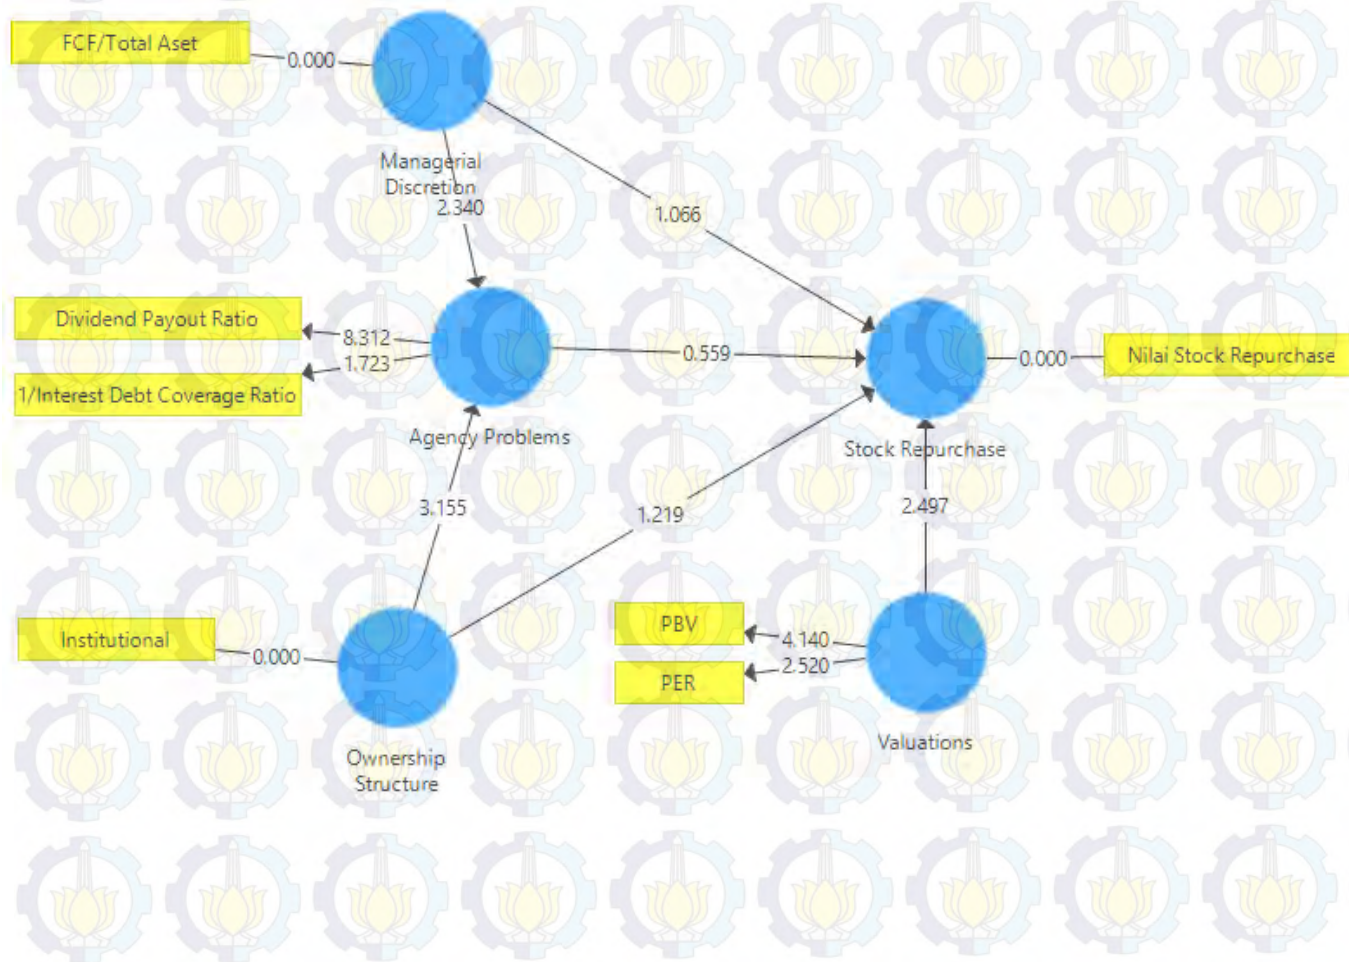 FCF/Total Aset
0.000
Managerial
Discretion
2.340
1.066
Dividend Payout Ratio
8.312
1.723
1/Interest Debt Coverage Ratio
Agency Problems
0.559
Stock Repurchase
0.000
Nilai Stock Repurchase
3.155
1.219
2.497
Institutional
0.000
Ownership
Structure
PBV
4.140
2.520
PER
Valuations